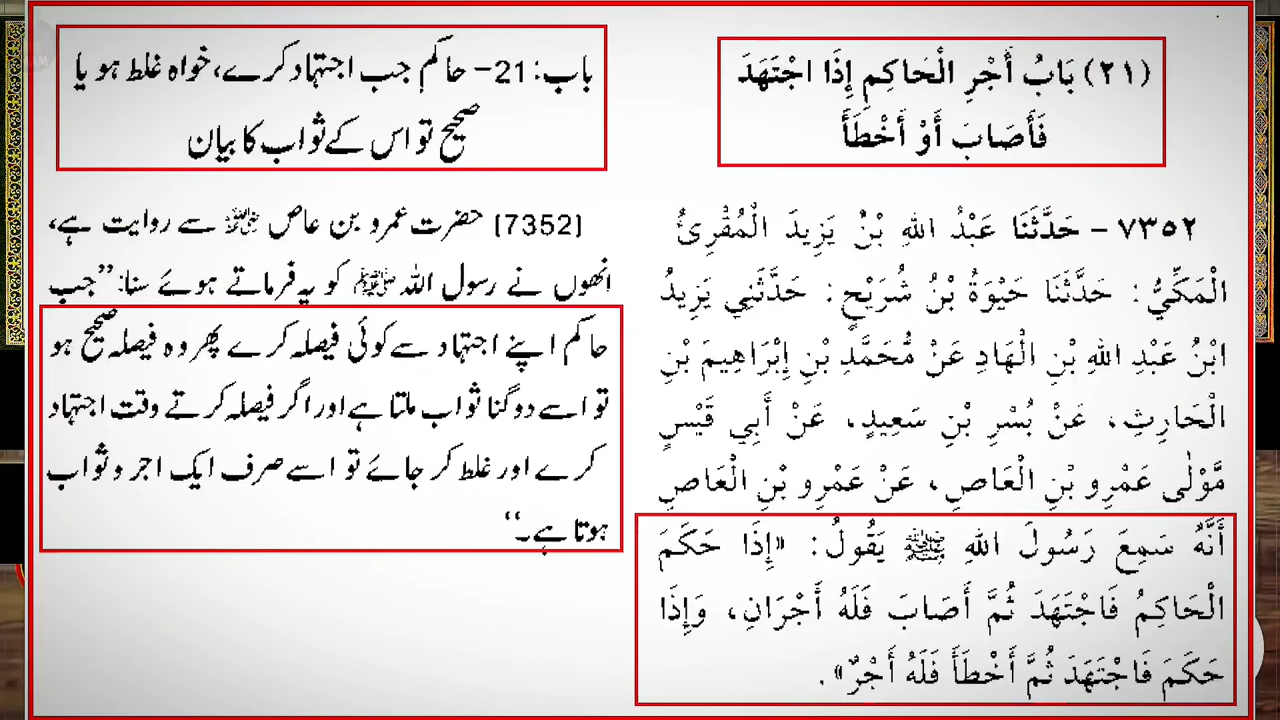 (٢١) بَابُ أَجْرِ الْحَاكِمِ إِذَا اجْتَهَدَ
فَأَصَابَ أَوْ أَخْطَأَ
٧٣٥٢ - حَدَّثَنَا عَبْدُ اللهِ بْنُ يَزِيدَ الْمُقْرِئُ
الْمَكِّيُّ: حَدَّثَنَا حَيْوَةُ بْنُ شُرَيْحٍ: حَدَّثَنِي يَزِيدُ
ابْنُ عَبْدِ اللهِ بْنِ الْهَادِ عَنْ مُّحَمَّدِ بْنِ إِبْرَاهِيمَ بْنِ
الْحَارِثِ، عَنْ بُسْرِ بْنِ سَعِيدٍ، عَنْ أَبِي قَيْسٍ
مَّوْلٰى عَمْرِو بْنِ الْعَاصِ، عَنْ عَمْرِو بْنِ الْعَاصِ
أَنَّهُ سَمِعَ رَسُولَ اللهِ ﷺ يَقُولُ: «إِذَا حَكَمَ
الْحَاكِمُ فَاجْتَهَدَ ثُمَّ أَصَابَ فَلَهُ أَجْرَانِ، وَإِذَا
حَكَمَ فَاجْتَهَدَ ثُمَّ أَخْطَأَ فَلَهُ أَجْرٌ».
باب: 21- حاکم جب اجتہاد کرے، خواہ غلط ہو یا
صحیح تو اس کے ثواب کا بیان
[7352] حضرت عمرو بن عاص ؓ سے روایت ہے،
انھوں نے رسول اللہ ﷺ کو یہ فرماتے ہوئے سنا: ’’جب
حاکم اپنے اجتہاد سے کوئی فیصلہ کرے پھر وہ فیصلہ صحیح ہو
تو اسے دوگنا ثواب ملتا ہے اور اگر فیصلہ کرتے وقت اجتہاد
کرے اور غلط کر جائے تو اسے صرف ایک اجر و ثواب
ہوتا ہے۔‘‘